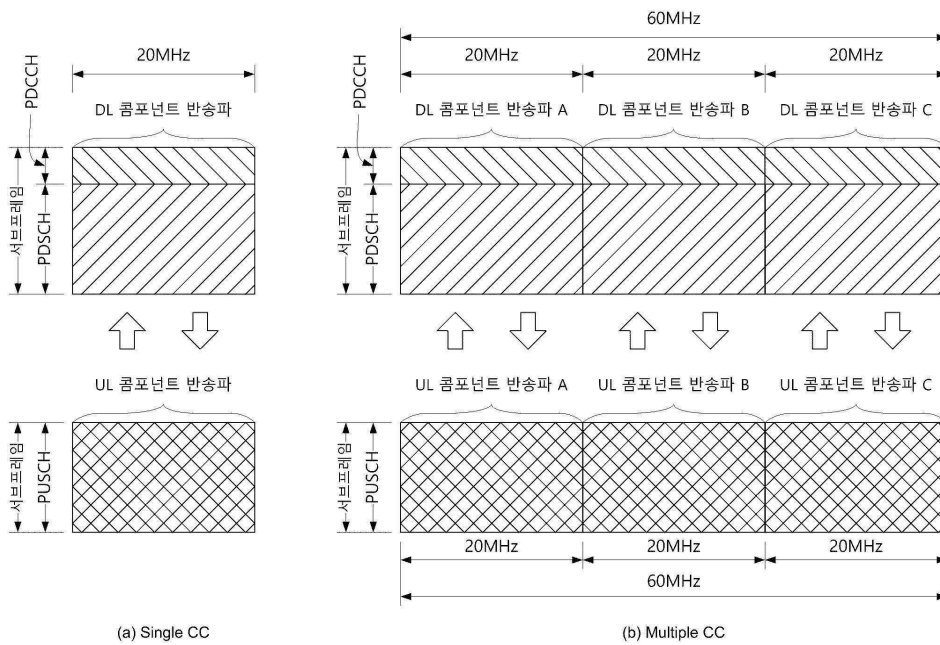 20MHz
PDCCH
DL 콤포넌트 반송파
서브프레임
PDSCH
UL 콤포넌트 반송파
서브프레임
PUSCH
(a) Single CC
60MHz
20MHz 20MHz 20MHz
PDCCH
DL 콤포넌트 반송파 A DL 콤포넌트 반송파 B DL 콤포넌트 반송파 C
서브프레임
PDSCH
UL 콤포넌트 반송파 A UL 콤포넌트 반송파 B UL 콤포넌트 반송파 C
서브프레임
PUSCH
20MHz 20MHz 20MHz
60MHz
(b) Multiple CC